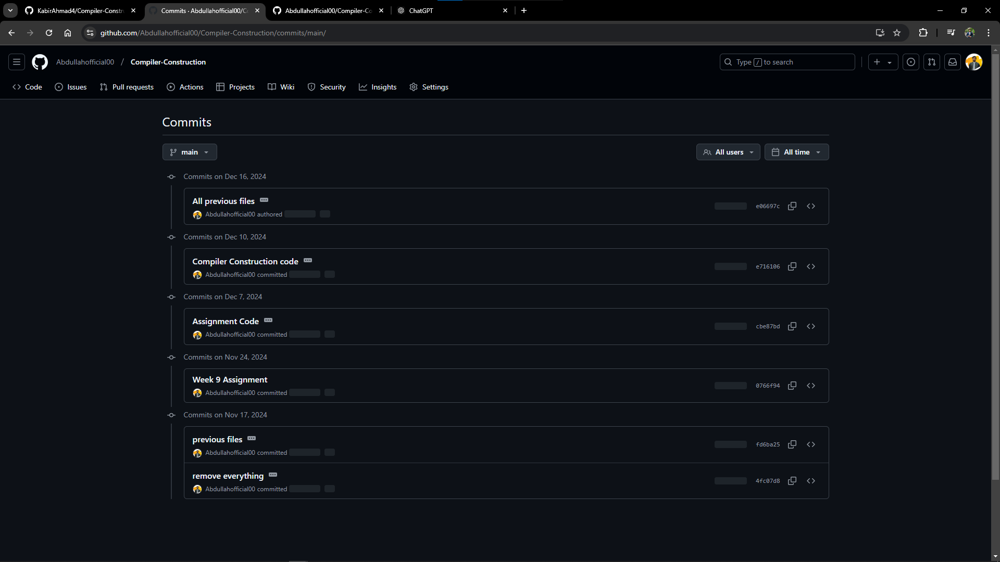 KabirAhmad4/Compiler-Constru
Commits · Abdullahofficial00/Co
Abdullahofficial00/Compiler-Co
ChatGPT
github.com/Abdullahofficial00/Compiler-Construction/commits/main/
Abdullahofficial00 / Compiler-Construction
Type / to search
Code
Issues
Pull requests
Actions
Projects
Wiki
Security
Insights
Settings
Commits
main
All users
All time
Commits on Dec 16, 2024
All previous files
Abdullahofficial00 authored
e06697c
Commits on Dec 10, 2024
Compiler Construction code
Abdullahofficial00 committed
e716106
Commits on Dec 7, 2024
Assignment Code
Abdullahofficial00 committed
cbe87bd
Commits on Nov 24, 2024
Week 9 Assignment
Abdullahofficial00 committed
0766f94
Commits on Nov 17, 2024
previous files
Abdullahofficial00 committed
fd6ba25
remove everything
Abdullahofficial00 committed
4fc07d8